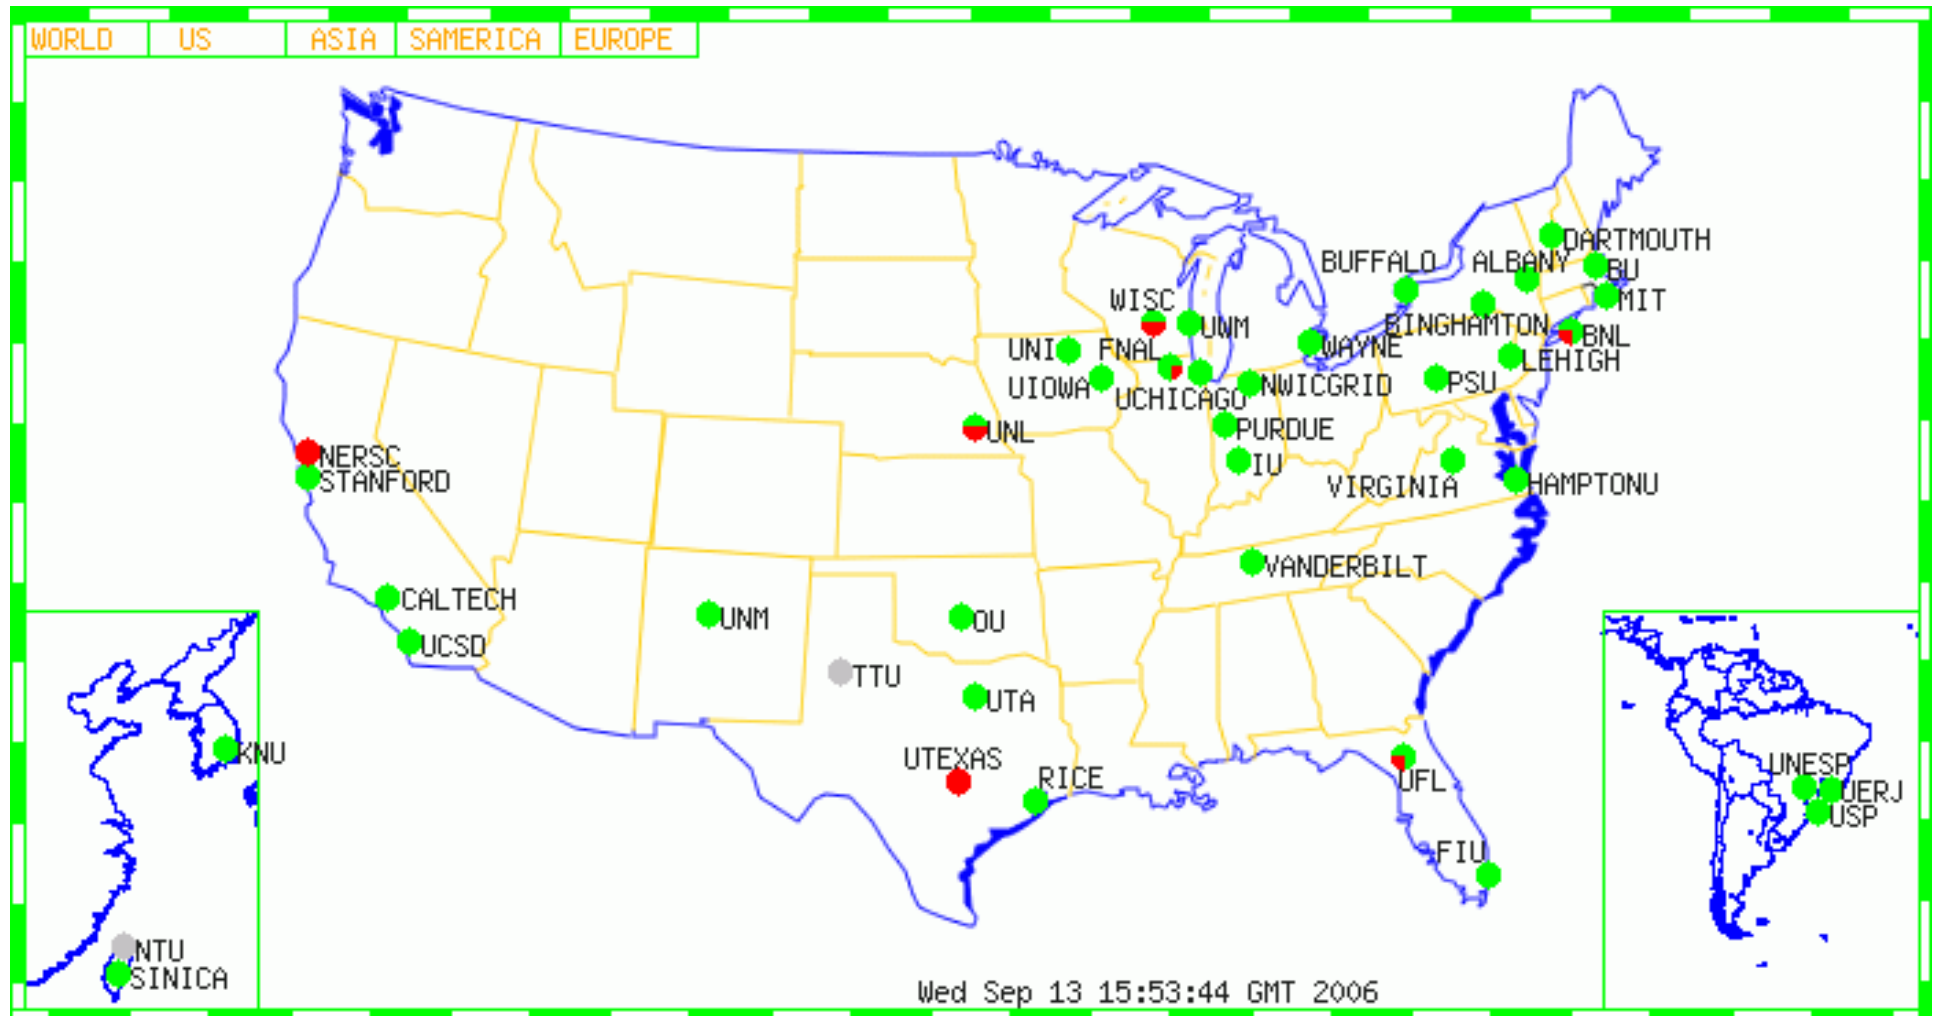 WORLD US ASIA SAMERICA EUROPE
DARTMOUTH
BUFFALO ALBANY BU
WISC MIT
UWM BINGHAMTON BNL
UNI FNAL WAYNE LEHIGH
UIOWA UCHICAGO NWICGRID PSU
UNL PURDUE
NERSC IU
STANFORD VIRGINIA HAMPTONU
VANDERBILT
CALTECH UNM OU
UCSD
TTU
UTA
KNU UTEXAS RICE UFL UNESP
UERJ
USP
FIU
NTU
SINICA
Wed Sep 13 15:53:44 GMT 2006